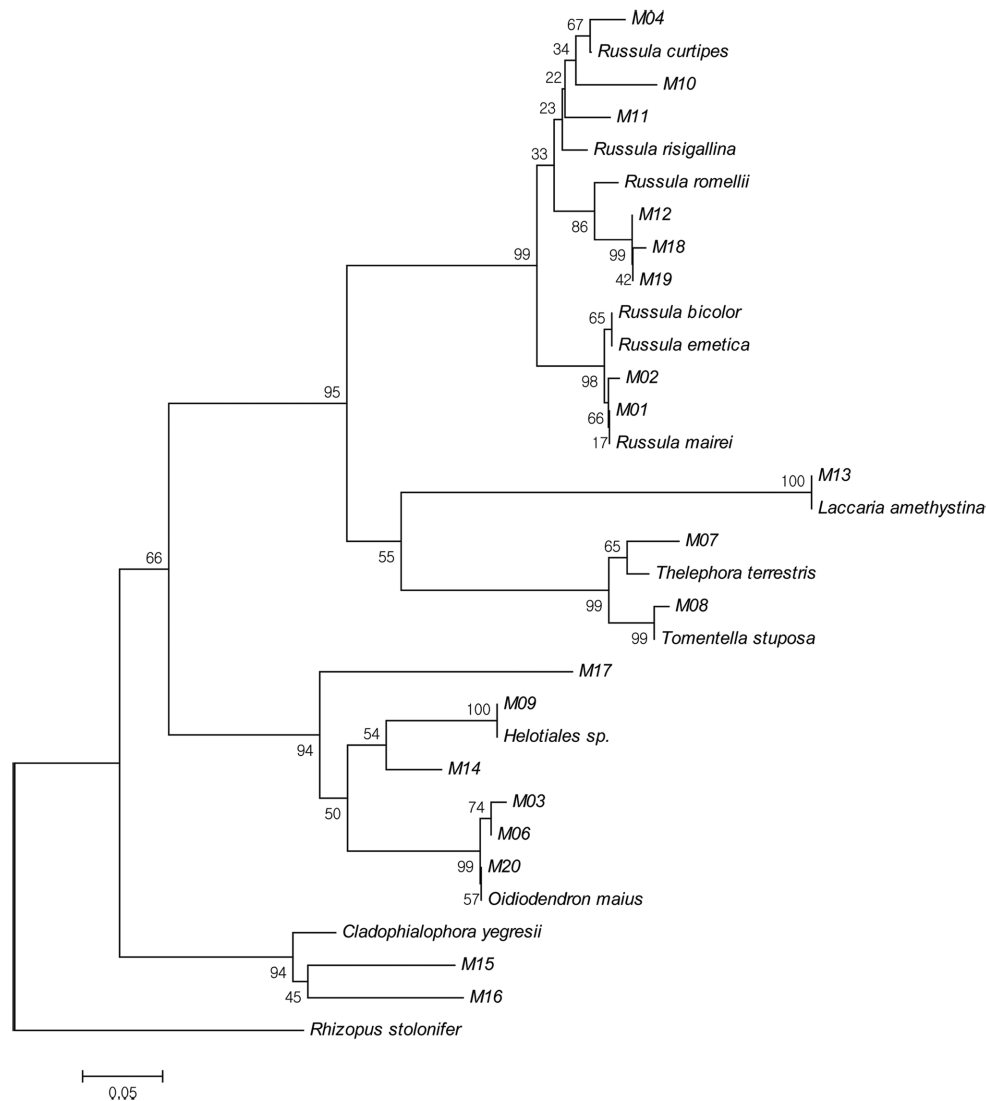 67
M04
34
Russula curtipes
22
M10
23
M11
33
Russula risigallina
Russula romellii
86
M12
99
M18
42
M19
99
65
Russula bicolor
Russula emetica
98
M02
66
M01
17
Russula mairei
95
100
M13
Laccaria amethystina
55
65
M07
Thelephora terrestris
99
M08
99
Tomentella stuposa
66
M17
94
100
M09
Helotiales sp.
54
M14
50
74
M03
M06
99
M20
57
Oidiodendron maius
Cladophialophora yegresii
94
M15
45
M16
Rhizopus stolonifer
0.05